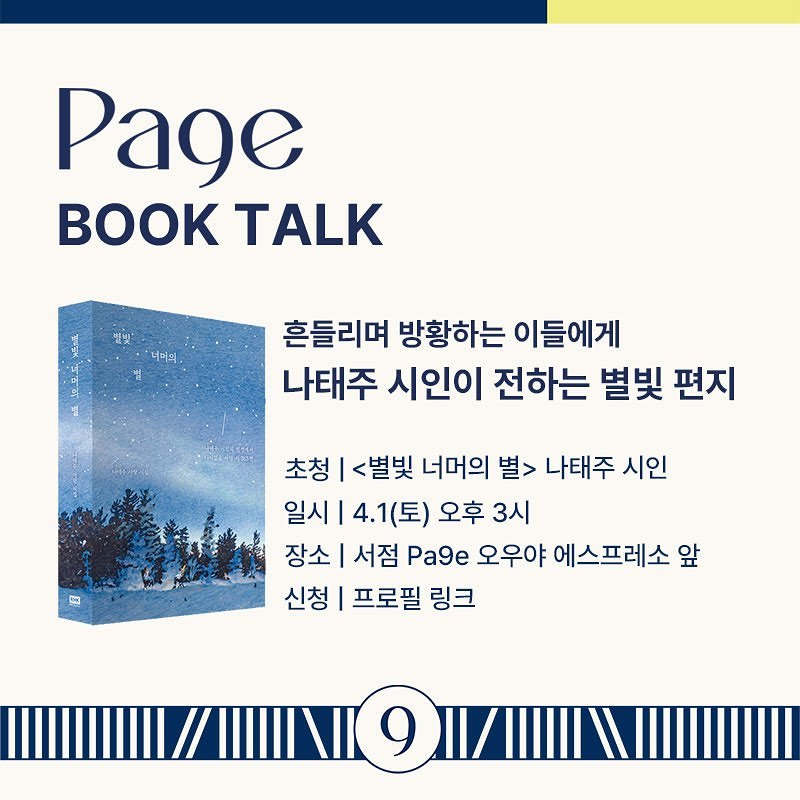 Pa9e
BOOK TALK
흔들리며 방황하는 이들에게
나태주 시인이 전하는 별빛 편지
초청 | <별빛 너머의 별> 나태주 시인
일시 | 4.1(토) 오후 3시
장소 | 서점 Pa9e 오우야 에스프레소 앞
신청 | 프로필 링크
별빛 너머의 별
별빛
너머의
별
9